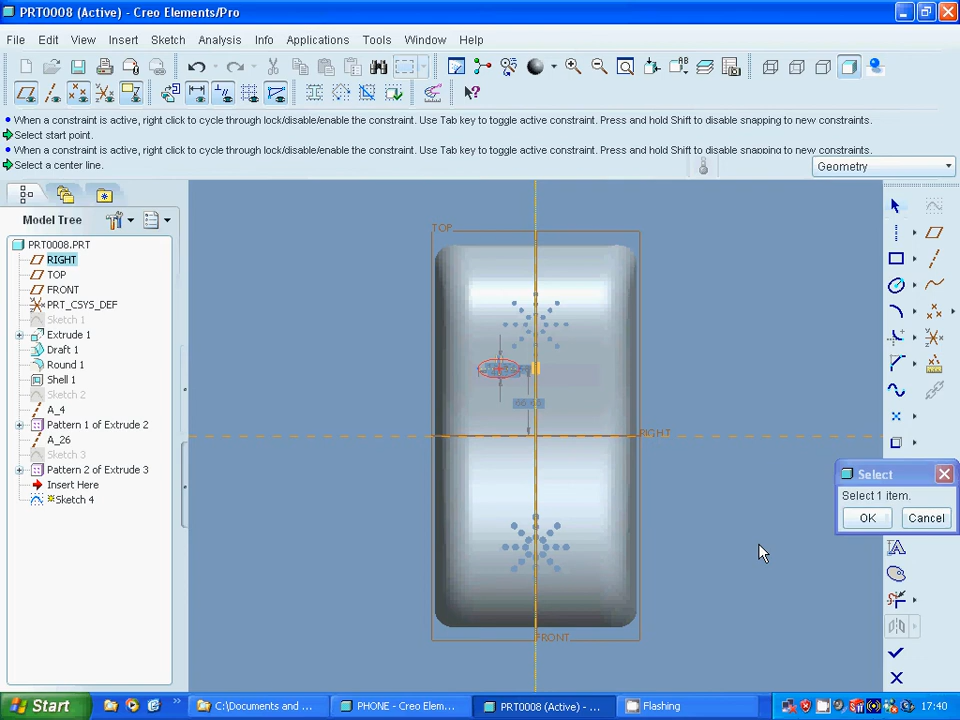 PRT0008 (Active) - Creo Elements/Pro
File Edit View Insert Sketch Analysis Info Applications Tools Window Help
When a constraint is active, right click to cycle through lock/disable/enable the constraint. Use Tab key to toggle active constraint. Press and hold Shift to disable snapping to new constraints.
Select start point.
When a constraint is active, right click to cycle through lock/disable/enable the constraint. Use Tab key to toggle active constraint. Press and hold Shift to disable snapping to new constraints.
Select a center line.
Geometry
Model Tree
PRT0008.PRT
RIGHT
TOP
FRONT
PRT_CSYS_DEF
Sketch 1
Extrude 1
Draft 1
Round 1
Shell 1
Sketch 2
A_4
Pattern 1 of Extrude 2
A_26
Sketch 3
Pattern 2 of Extrude 3
Insert Here
Sketch 4
TOP
RIGHT
FRONT
Select
Select 1 item.
OK Cancel
Start
C:\Documents and ...
PHONE - Creo Elem...
PRT0008 (Active) - ...
Flashing
17:40